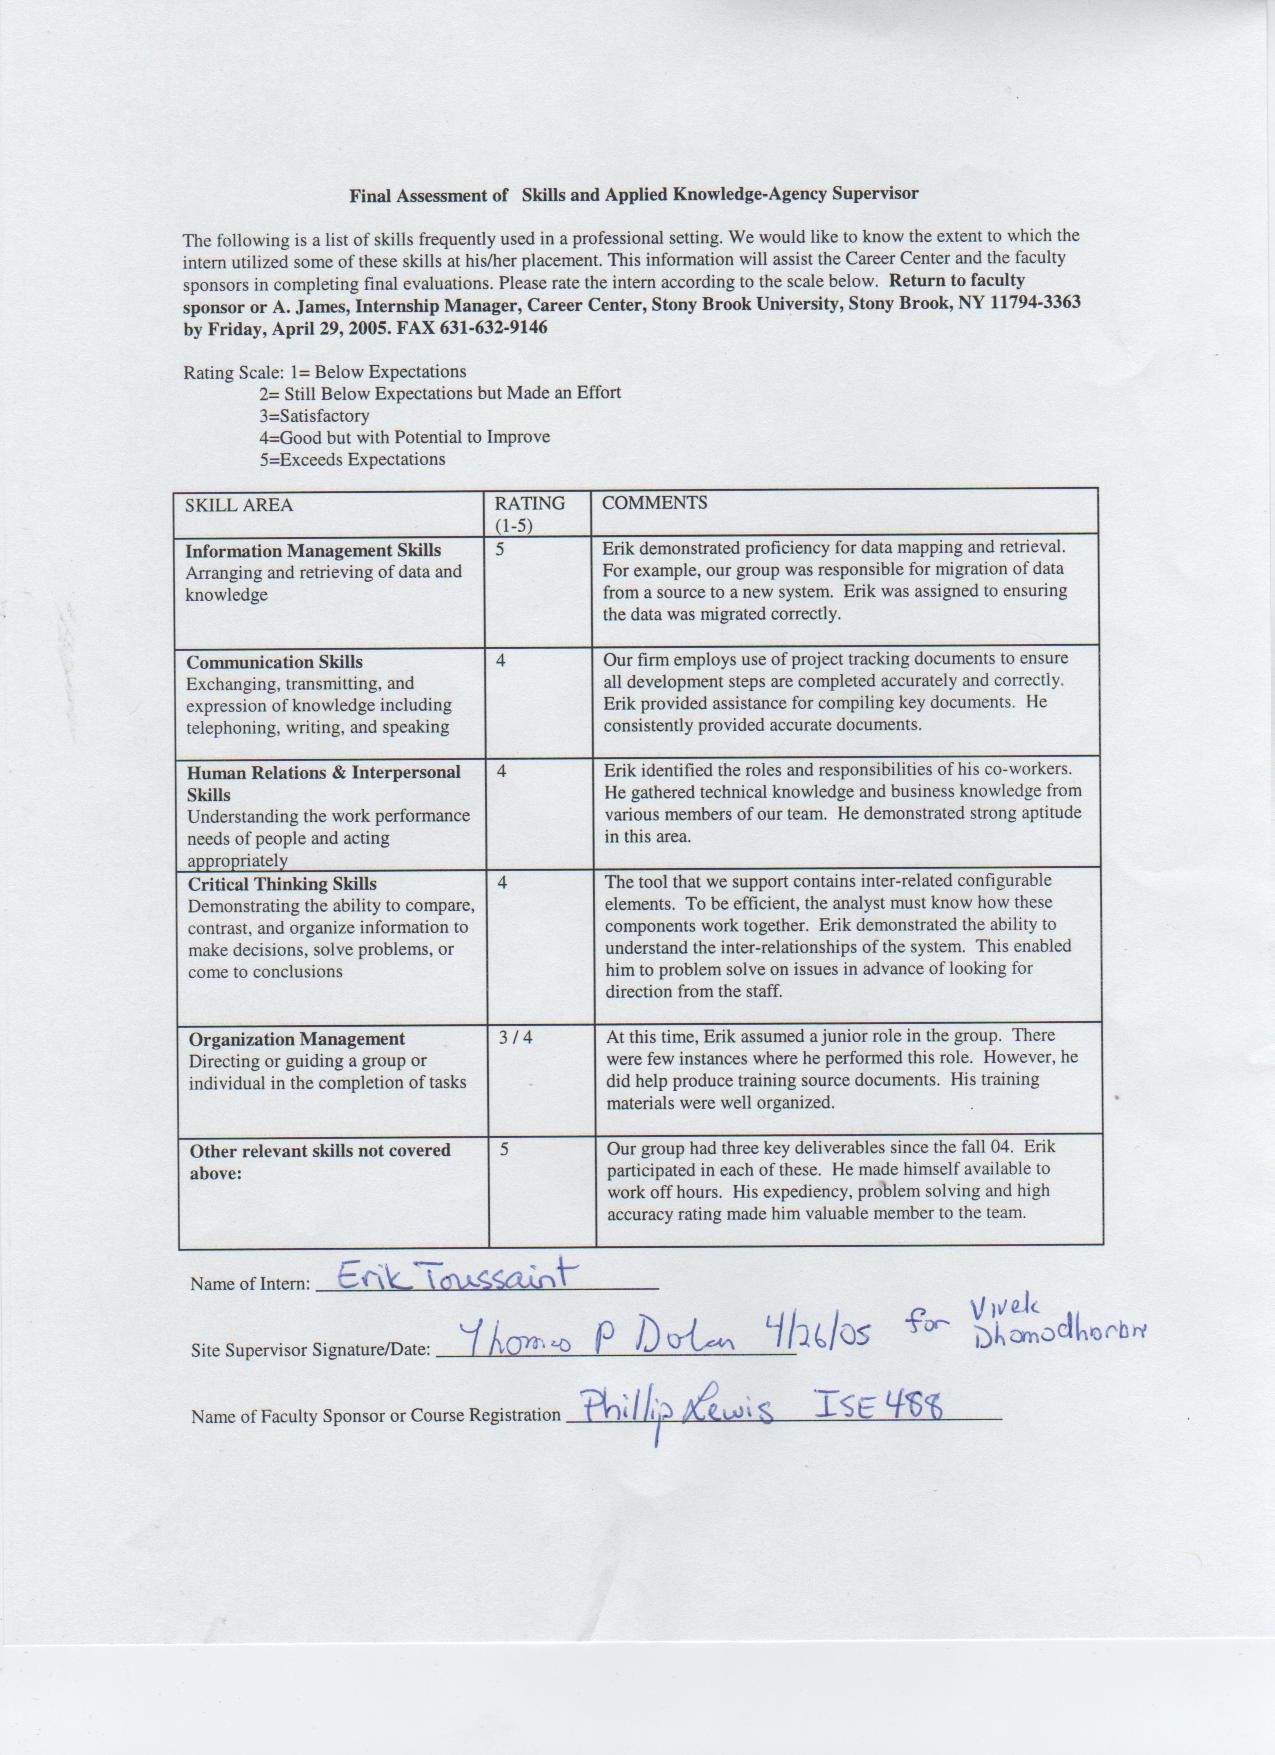 Final Assessment of Skills and Applied Knowledge-Agency Supervisor
The following is a list of skills frequently used in a professional setting. We would like to know the extent to which the
intern utilized some of these skills at his/her placement. This information will assist the Career Center and the faculty
sponsors in completing final evaluations. Please rate the intern according to the scale below. Return to faculty
sponsor or A. James, Internship Manager, Career Center, Stony Brook University, Stony Brook, NY 11794-3363
by Friday, April 29, 2005. FAX 631-632-9146
Rating Scale: 1= Below Expectations
2= Still Below Expectations but Made an Effort
3=Satisfactory
4=Good but with Potential to Improve
5=Exceeds Expectations
SKILL AREA
RATING
(1-5)
COMMENTS
Information Management Skills
Arranging and retrieving of data and
knowledge
5
Erik demonstrated proficiency for data mapping and retrieval.
For example, our group was responsible for migration of data
from a source to a new system. Erik was assigned to ensuring
the data was migrated correctly.
Communication Skills
Exchanging, transmitting, and
expression of knowledge including
telephoning, writing, and speaking
4
Our firm employs use of project tracking documents to ensure
all development steps are completed accurately and correctly.
Erik provided assistance for compiling key documents. He
consistently provided accurate documents.
Human Relations & Interpersonal
Skills
Understanding the work performance
needs of people and acting
appropriately
4
Erik identified the roles and responsibilities of his co-workers.
He gathered technical knowledge and business knowledge from
various members of our team. He demonstrated strong aptitude
in this area.
Critical Thinking Skills
Demonstrating the ability to compare,
contrast, and organize information to
make decisions, solve problems, or
come to conclusions
4
The tool that we support contains inter-related configurable
elements. To be efficient, the analyst must know how these
components work together. Erik demonstrated the ability to
understand the inter-relationships of the system. This enabled
him to problem solve on issues in advance of looking for
direction from the staff.
Organization Management
Directing or guiding a group or
individual in the completion of tasks
3 / 4
At this time, Erik assumed a junior role in the group. There
were few instances where he performed this role. However, he
did help produce training source documents. His training
materials were well organized.
Other relevant skills not covered
above:
5
Our group had three key deliverables since the fall 04. Erik
participated in each of these. He made himself available to
work off hours. His expediency, problem solving and high
accuracy rating made him valuable member to the team.
Name of Intern: Erik Toussaint
Site Supervisor Signature/Date: Thomas P Dolan 4/26/05 for Vivek
Name of Faculty Sponsor or Course Registration Phillip Lewis ISE 488